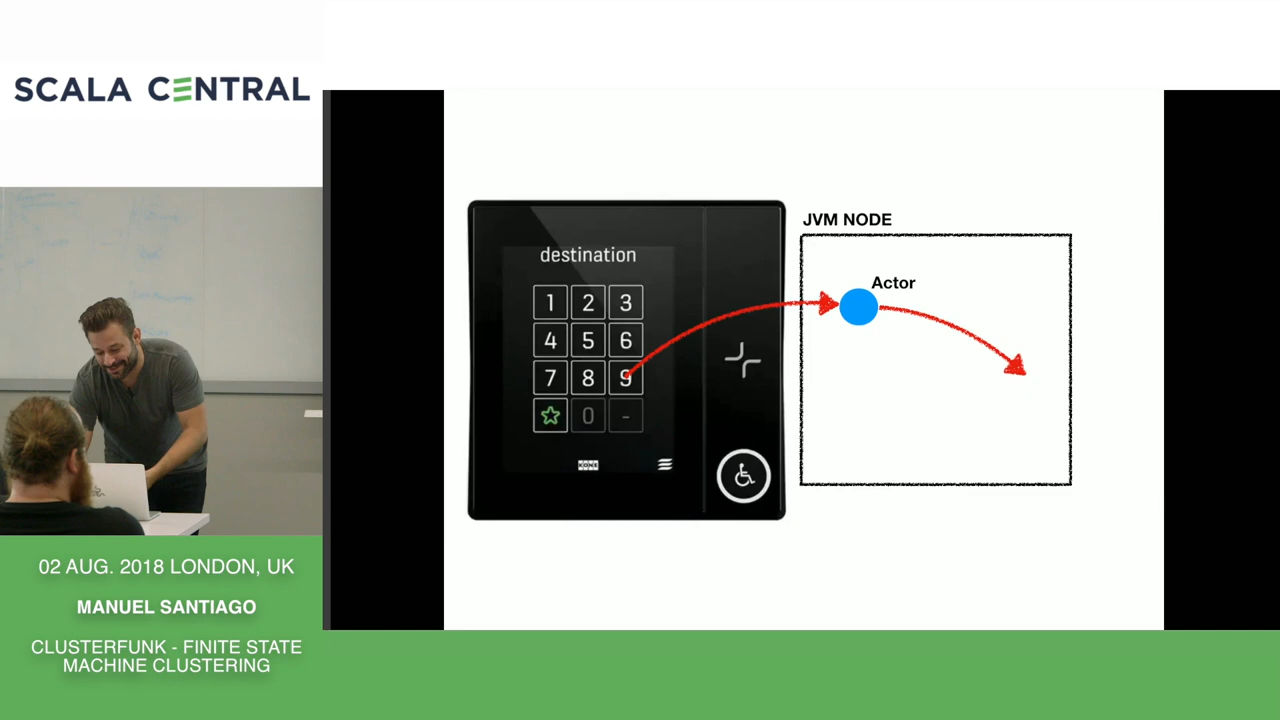 SCALA CENTRAL
destination
1 2 3
4 5 6
7 8 9
0 -
KONE
JVM NODE
Actor
02 AUG. 2018 LONDON, UK
MANUEL SANTIAGO
CLUSTERFUNK - FINITE STATE
MACHINE CLUSTERING